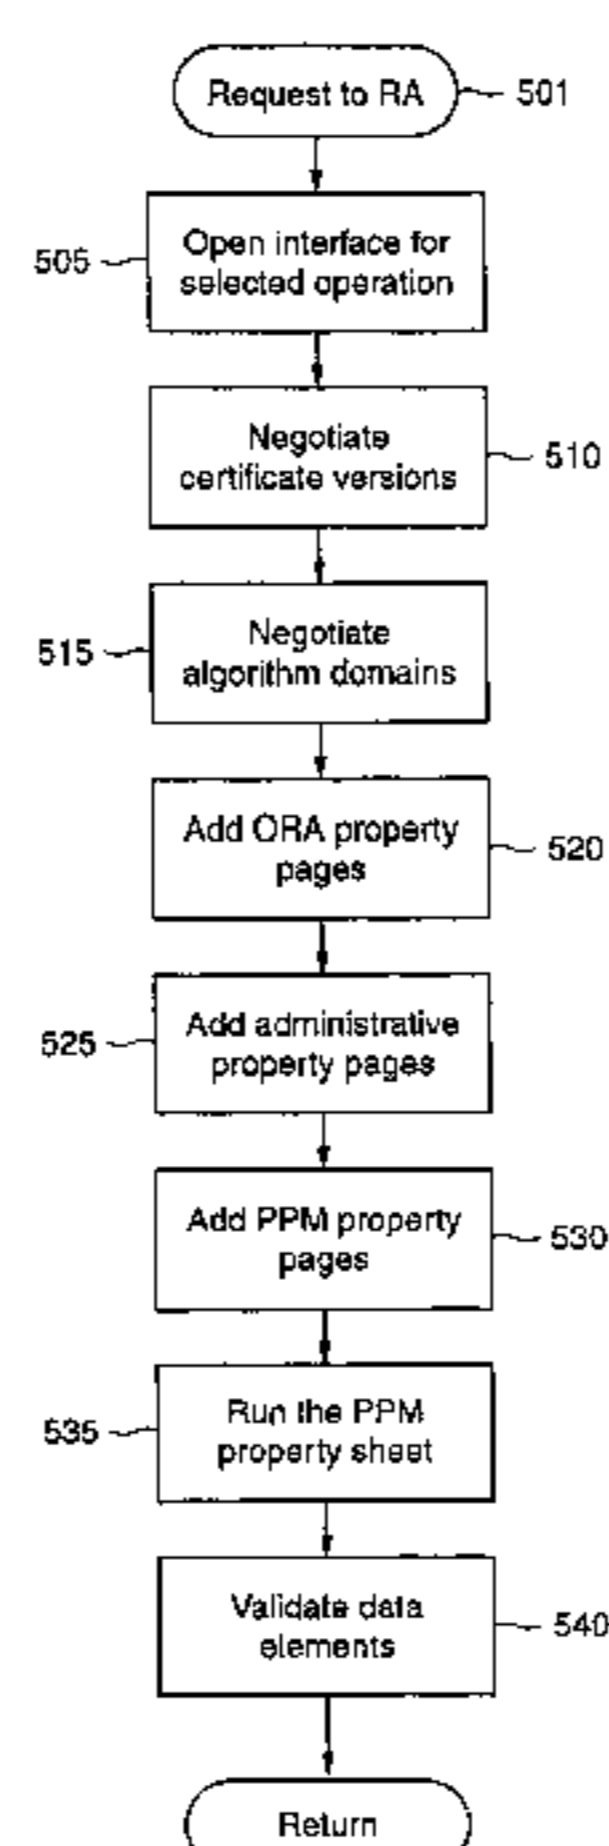 Request to RA
501
Open interface for
selected operation
505
Negotiate
certificate versions
510
Negotiate
algorithm domains
515
Add ORA property
pages
520
Add administrative
property pages
525
Add PPM property
pages
530
Run the PPM
property sheet
535
Validate data
elements
540
Return